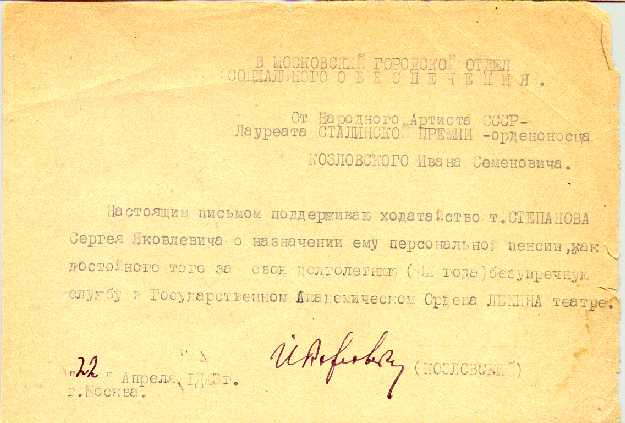 В МОСКОВСКИЙ ГОРОДСКОЙ ОТДЕЛ
СОЦИАЛЬНОГО ОБЕСПЕЧЕНИЯ.
От Народного Артиста СССР-
Лауреата СТАЛИНСКОЙ ПРЕМИИ -орденоносца
КОЗЛОВСКОГО Ивана Семеновича.
Настоящим письмом поддерживаю ходатайство т.СТЕПАНОВА
Сергея Яковлевича о назначении ему персональной пенсии,как
достойного того за свою долголетнюю ( года)безупречную
службу в Государственном Академическом Ордена ЛЕНИНА театре.
(КОЗЛОВСКИЙ)
"22" Апреля
г.Москва.